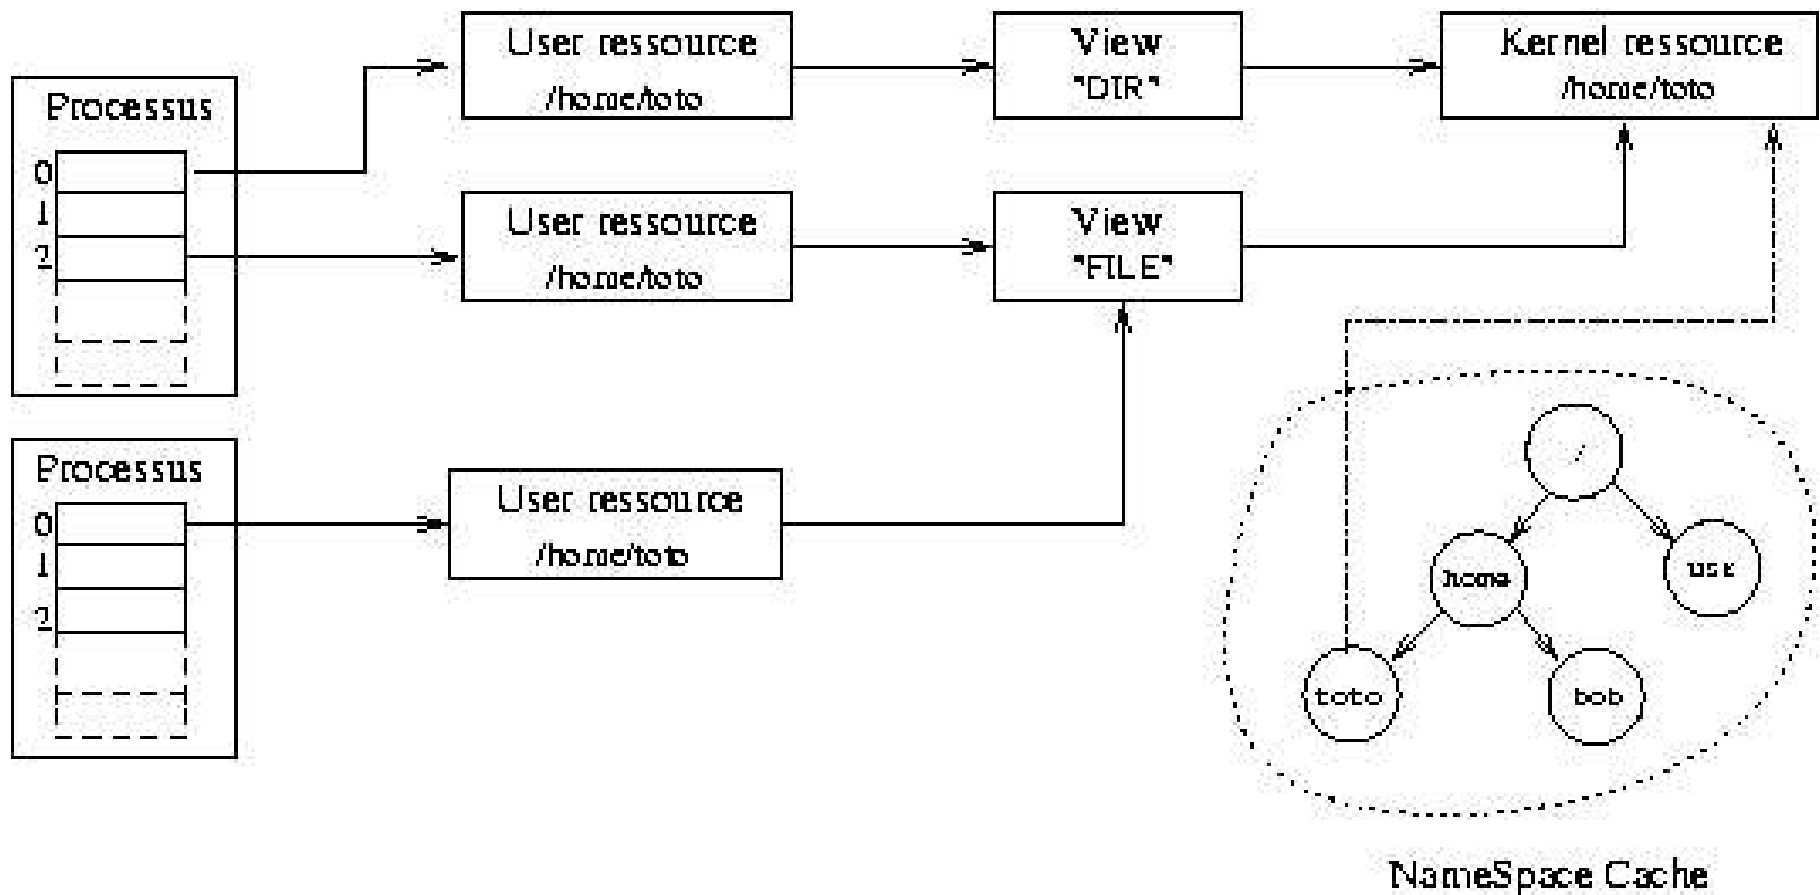 User ressource
/home/toto
View
"DIR"
Kernel ressource
/home/toto
Processus
0
1
2
User ressource
/home/toto
View
"FILE"
Processus
0
1
2
User ressource
/home/toto
/
home
usr
toto
bob
NameSpace Cache